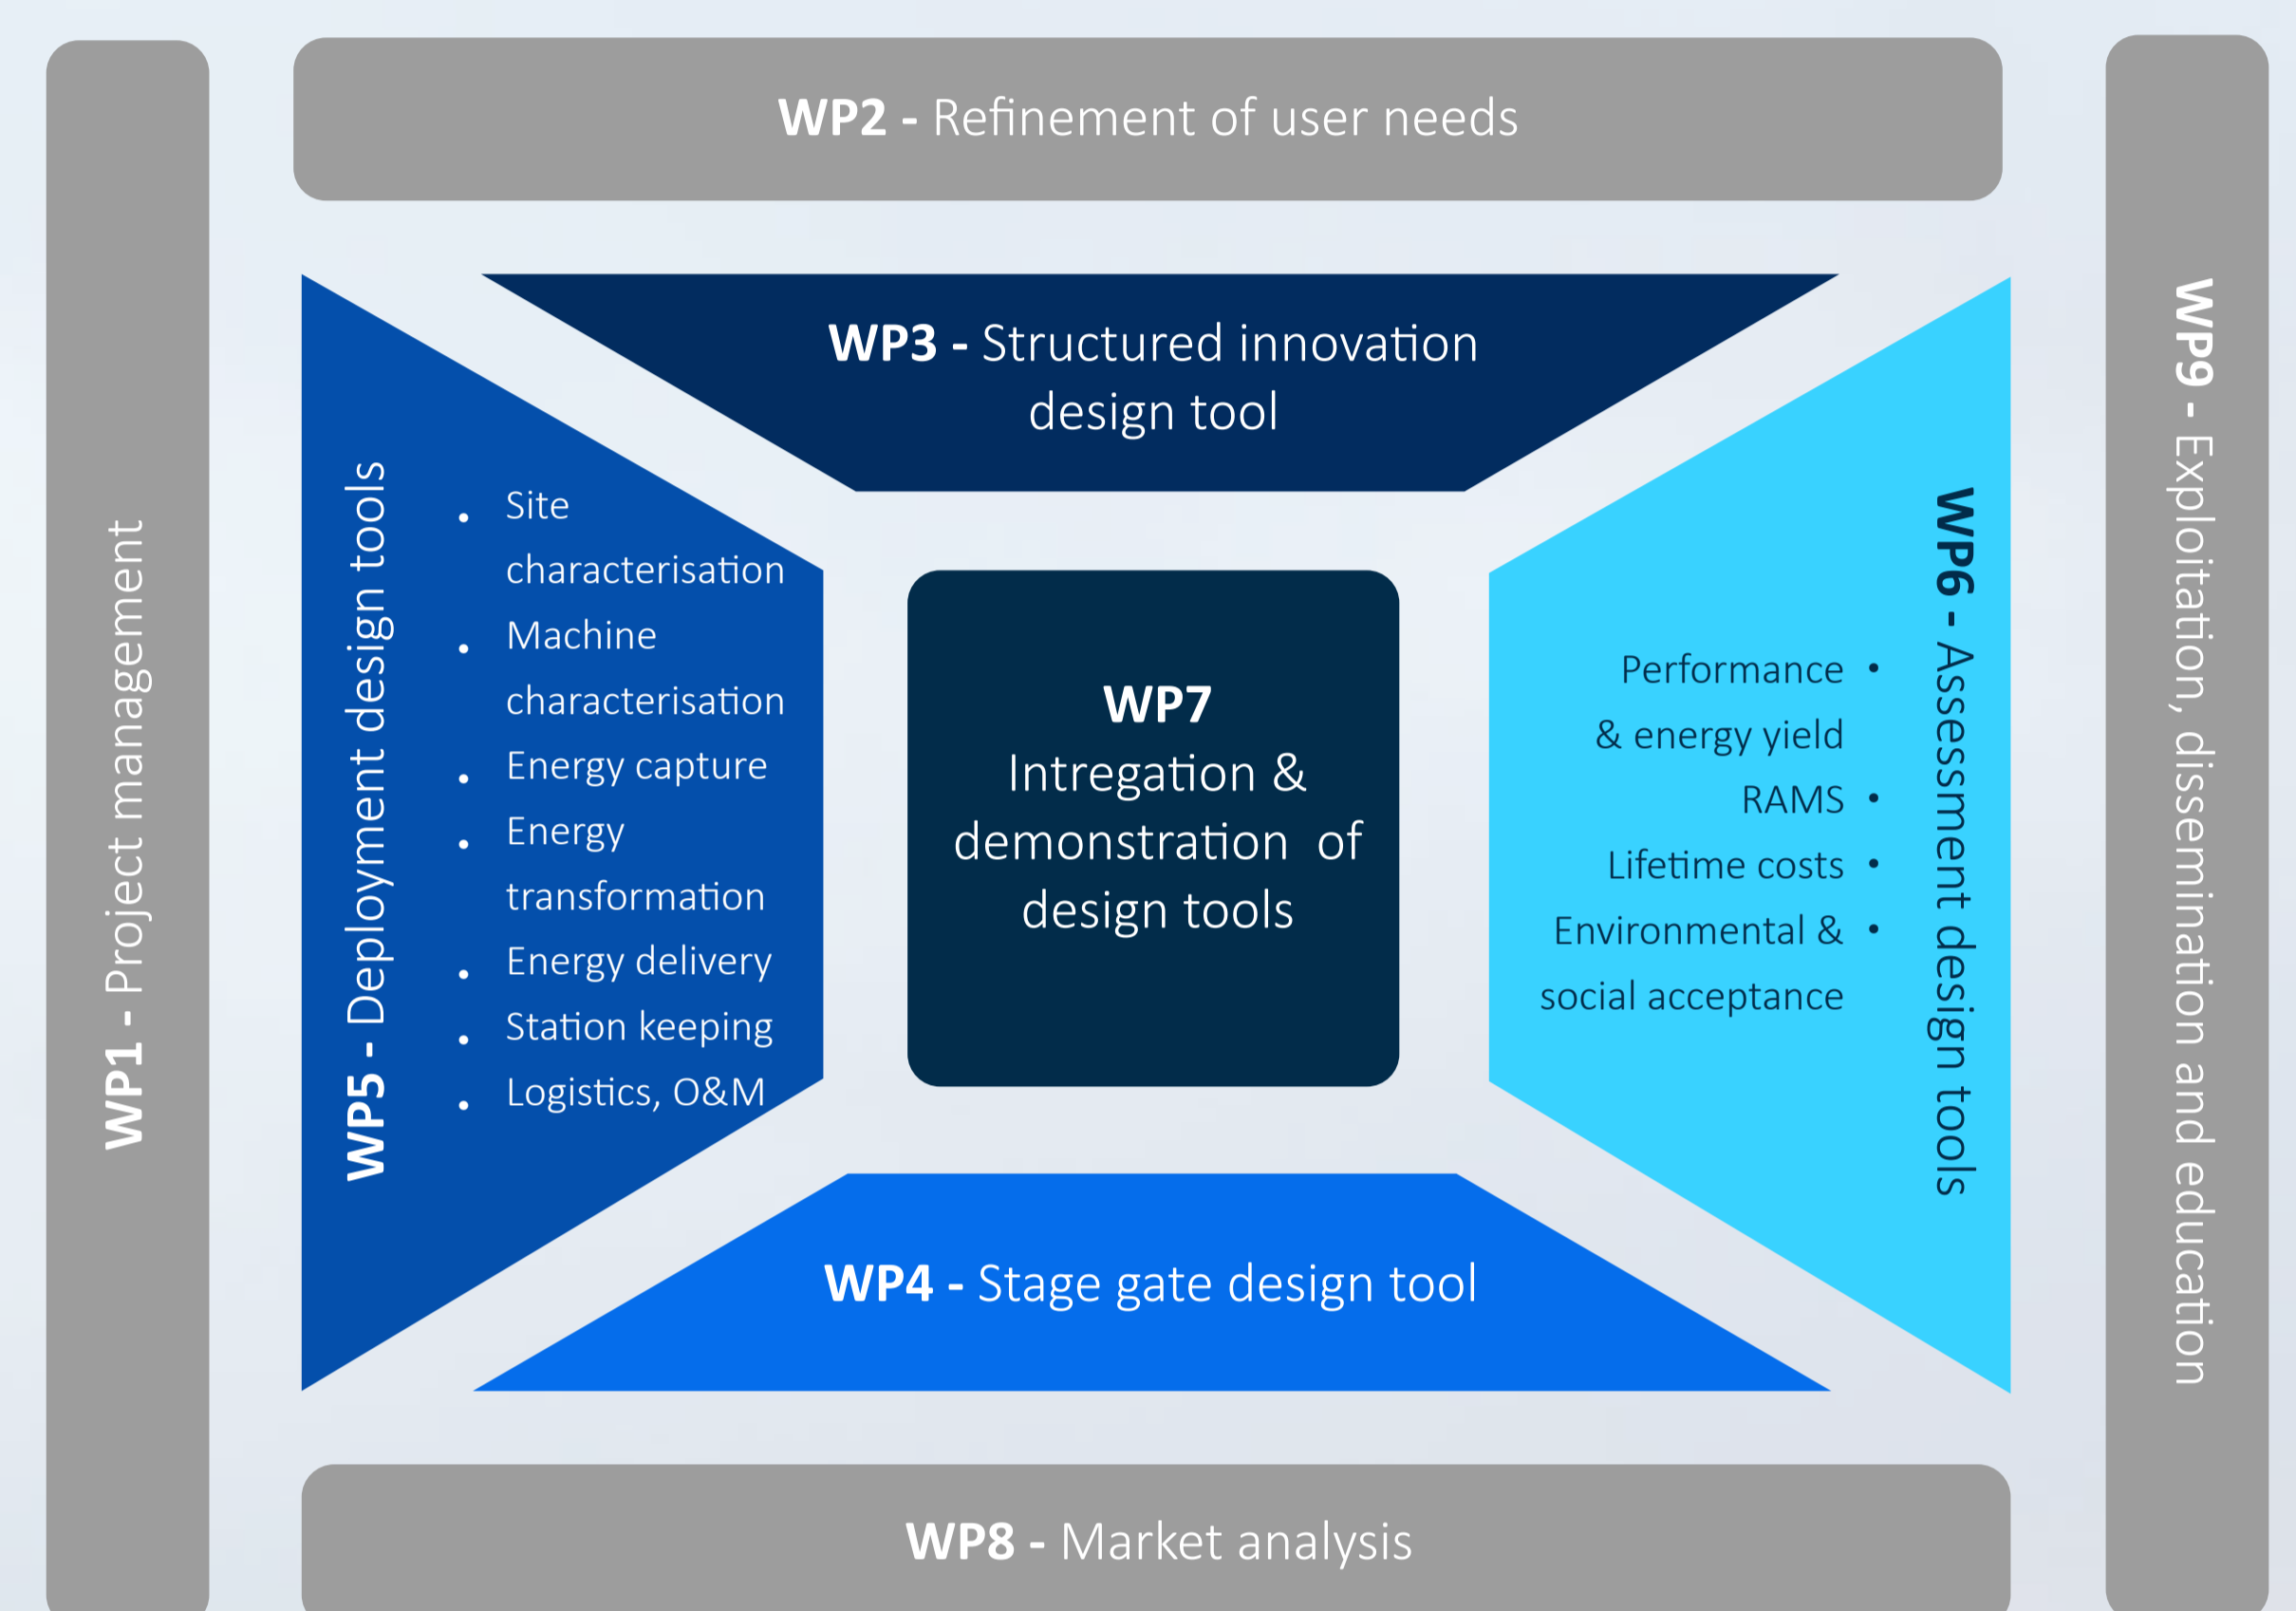 WP2 - Refinement of user needs
WP1 - Project management
WP3 - Structured innovation
design tool
WP5 - Deployment design tools
• Site
characterisation
• Machine
characterisation
• Energy capture
• Energy
transformation
• Energy delivery
• Station keeping
• Logistics, O&M
WP7
Intregation &
demonstration of
design tools
Performance •
& energy yield
RAMS •
Lifetime costs •
Environmental & •
social acceptance
WP6 - Assessment design tools
WP4 - Stage gate design tool
WP9 - Exploitation, dissemination and education
WP8 - Market analysis